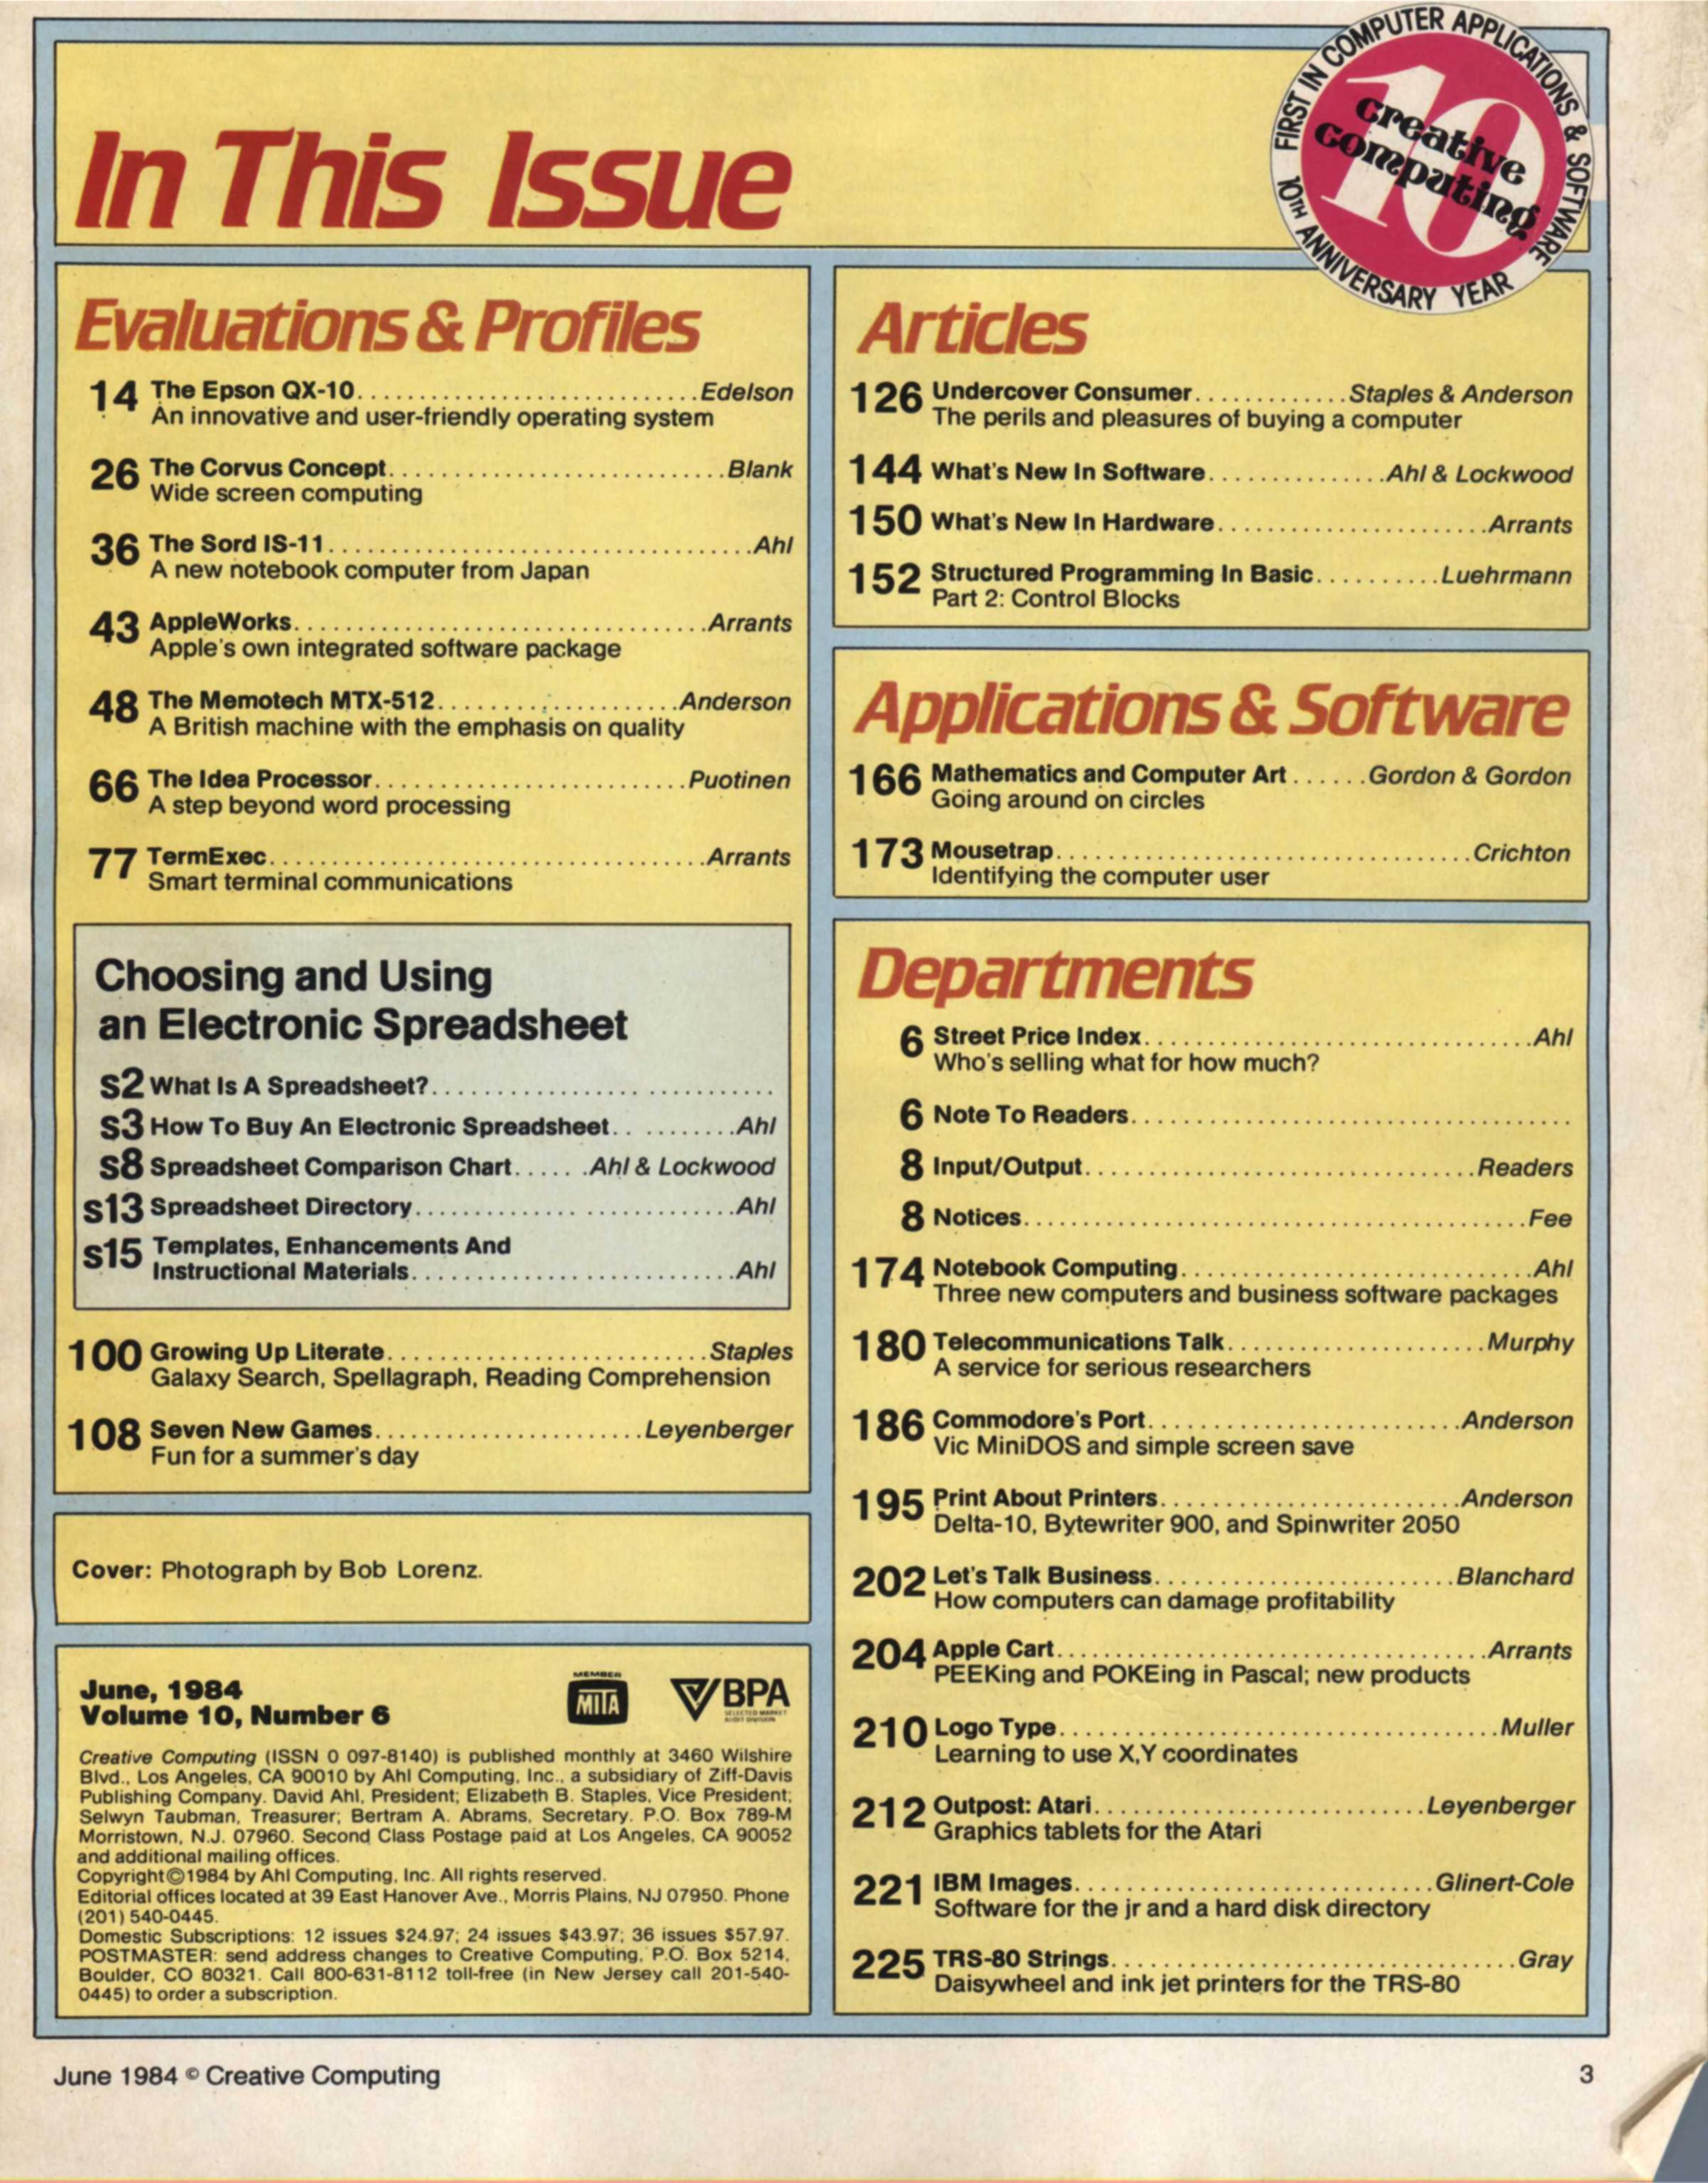 FIRST IN COMPUTER APPLICATIONS & SOFTWARE
10TH ANNIVERSARY YEAR
10
creative
computing
In This Issue
Evaluations & Profiles
14 The Epson QX-10. . . . . . . . . . . . . . . . . . . . . . . . . . .Edelson
An innovative and user-friendly operating system
26 The Corvus Concept. . . . . . . . . . . . . . . . . . . . . . . . . . .Blank
Wide screen computing
36 The Sord IS-11. . . . . . . . . . . . . . . . . . . . . . . . . . . . . . . . .Ahl
A new notebook computer from Japan
43 AppleWorks. . . . . . . . . . . . . . . . . . . . . . . . . . . . . . . . .Arrants
Apple's own integrated software package
48 The Memotech MTX-512. . . . . . . . . . . . . . . . . . .Anderson
A British machine with the emphasis on quality
66 The Idea Processor. . . . . . . . . . . . . . . . . . . . . . . . .Puotinen
A step beyond word processing
77 TermExec. . . . . . . . . . . . . . . . . . . . . . . . . . . . . . . . . . .Arrants
Smart terminal communications
Choosing and Using
an Electronic Spreadsheet
s2 What Is A Spreadsheet?. . . . . . . . . . . . . . . . . . . . . . . . . . .
s3 How To Buy An Electronic Spreadsheet. . . . . . . . . .Ahl
s8 Spreadsheet Comparison Chart. . . . . .Ahl & Lockwood
s13 Spreadsheet Directory. . . . . . . . . . . . . . . . . . . . . . . . .Ahl
s15 Templates, Enhancements And
Instructional Materials. . . . . . . . . . . . . . . . . . . . . . . . . .Ahl
100 Growing Up Literate. . . . . . . . . . . . . . . . . . . . . . . . .Staples
Galaxy Search, Spellagraph, Reading Comprehension
108 Seven New Games. . . . . . . . . . . . . . . . . . . . .Leyenberger
Fun for a summer's day
Cover: Photograph by Bob Lorenz.
June, 1984
Volume 10, Number 6
MEMBER
MITA
BPA
SELECTED MARKET
AUDIT DIVISION
Creative Computing (ISSN 0 097-8140) is published monthly at 3460 Wilshire
Blvd., Los Angeles, CA 90010 by Ahl Computing, Inc., a subsidiary of Ziff-Davis
Publishing Company. David Ahl, President; Elizabeth B. Staples, Vice President;
Selwyn Taubman, Treasurer; Bertram A. Abrams, Secretary. P.O. Box 789-M
Morristown, N.J. 07960. Second Class Postage paid at Los Angeles, CA 90052
and additional mailing offices.
Copyright©1984 by Ahl Computing, Inc. All rights reserved.
Editorial offices located at 39 East Hanover Ave., Morris Plains, NJ 07950. Phone
(201) 540-0445.
Domestic Subscriptions: 12 issues $24.97; 24 issues $43.97; 36 issues $57.97.
POSTMASTER: send address changes to Creative Computing, P.O. Box 5214,
Boulder, CO 80321. Call 800-631-8112 toll-free (in New Jersey call 201-540-
0445) to order a subscription.
Articles
126 Undercover Consumer. . . . . . . . . . . .Staples & Anderson
The perils and pleasures of buying a computer
144 What's New In Software. . . . . . . . . . . . . .Ahl & Lockwood
150 What's New In Hardware. . . . . . . . . . . . . . . . . . . . .Arrants
152 Structured Programming In Basic. . . . . . . . . .Luehrmann
Part 2: Control Blocks
Applications & Software
166 Mathematics and Computer Art . . . . . .Gordon & Gordon
Going around on circles
173 Mousetrap. . . . . . . . . . . . . . . . . . . . . . . . . . . . . . . .Crichton
Identifying the computer user
Departments
6 Street Price Index. . . . . . . . . . . . . . . . . . . . . . . . . . . . . .Ahl
Who's selling what for how much?
6 Note To Readers. . . . . . . . . . . . . . . . . . . . . . . . . . . . . . . . . .
8 Input/Output. . . . . . . . . . . . . . . . . . . . . . . . . . . . . .Readers
8 Notices. . . . . . . . . . . . . . . . . . . . . . . . . . . . . . . . . . . . . . .Fee
174 Notebook Computing. . . . . . . . . . . . . . . . . . . . . . . . . . .Ahl
Three new computers and business software packages
180 Telecommunications Talk. . . . . . . . . . . . . . . . . . . .Murphy
A service for serious researchers
186 Commodore's Port. . . . . . . . . . . . . . . . . . . . . . . .Anderson
Vic MiniDOS and simple screen save
195 Print About Printers. . . . . . . . . . . . . . . . . . . . . . .Anderson
Delta-10, Bytewriter 900, and Spinwriter 2050
202 Let's Talk Business. . . . . . . . . . . . . . . . . . . . . . .Blanchard
How computers can damage profitability
204 Apple Cart. . . . . . . . . . . . . . . . . . . . . . . . . . . . . . . . .Arrants
PEEKing and POKEing in Pascal; new products
210 Logo Type. . . . . . . . . . . . . . . . . . . . . . . . . . . . . . . . . .Muller
Learning to use X,Y coordinates
212 Outpost: Atari. . . . . . . . . . . . . . . . . . . . . . . . . .Leyenberger
Graphics tablets for the Atari
221 IBM Images. . . . . . . . . . . . . . . . . . . . . . . . . . . .Glinert-Cole
Software for the jr and a hard disk directory
225 TRS-80 Strings. . . . . . . . . . . . . . . . . . . . . . . . . . . . . . .Gray
Daisywheel and ink jet printers for the TRS-80
June 1984 © Creative Computing
3